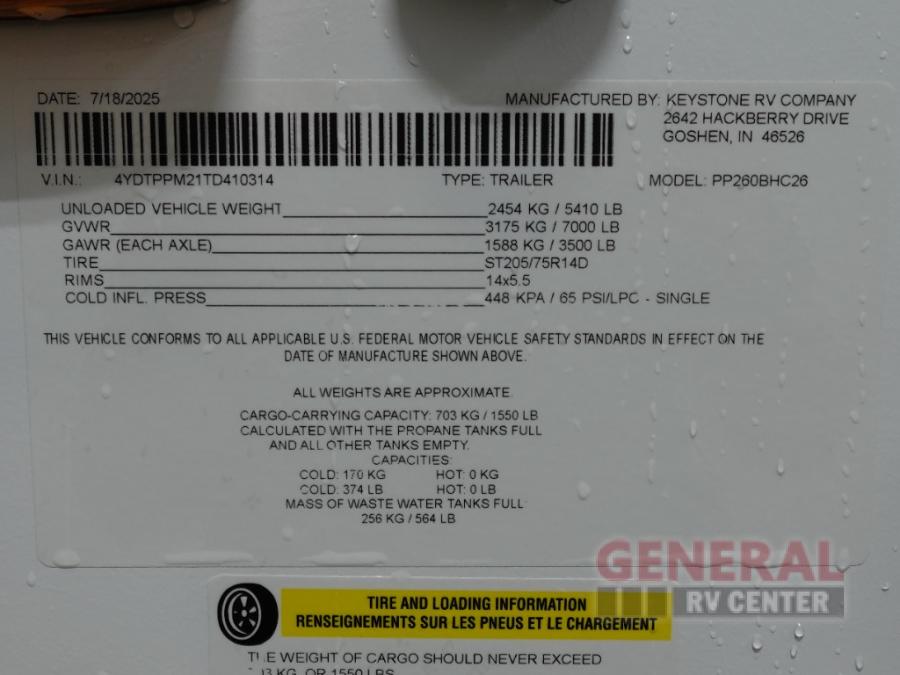 DATE: 7/18/2025
MANUFACTURED BY: KEYSTONE RV COMPANY
2642 HACKBERRY DRIVE
GOSHEN, IN 46526
V.I.N.: 4YDTPPM21TD410314 TYPE: TRAILER MODEL: PP260BHC26
UNLOADED VEHICLE WEIGHT 2454 KG / 5410 LB
GVWR 3175 KG / 7000 LB
GAWR (EACH AXLE) 1588 KG / 3500 LB
TIRE ST205/75R14D
RIMS 14x5.5
COLD INFL. PRESS 448 KPA / 65 PSI/LPC - SINGLE
THIS VEHICLE CONFORMS TO ALL APPLICABLE U.S. FEDERAL MOTOR VEHICLE SAFETY STANDARDS IN EFFECT ON THE
DATE OF MANUFACTURE SHOWN ABOVE.
ALL WEIGHTS ARE APPROXIMATE.
CARGO-CARRYING CAPACITY: 703 KG / 1550 LB
CALCULATED WITH THE PROPANE TANKS FULL
AND ALL OTHER TANKS EMPTY.
CAPACITIES:
COLD: 170 KG HOT: 0 KG
COLD: 374 LB HOT: 0 LB
MASS OF WASTE WATER TANKS FULL
256 KG / 564 LB
GENERAL
RV CENTER
TIRE AND LOADING INFORMATION
RENSEIGNEMENTS SUR LES PNEUS ET LE CHARGEMENT
THE WEIGHT OF CARGO SHOULD NEVER EXCEED
KG OR 1550 LBS